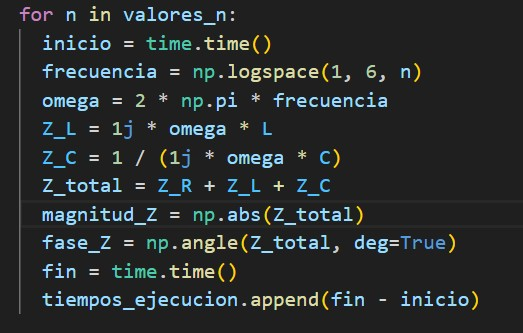 for n in valores_n:
inicio = time.time()
frecuencia = np.logspace(1, 6, n)
omega = 2 * np.pi * frecuencia
Z_L = 1j * omega * L
Z_C = 1 / (1j * omega * C)
Z_total = Z_R + Z_L + Z_C
magnitud_Z = np.abs(Z_total)
fase_Z = np.angle(Z_total, deg=True)
fin = time.time()
tiempos_ejecucion.append(fin - inicio)